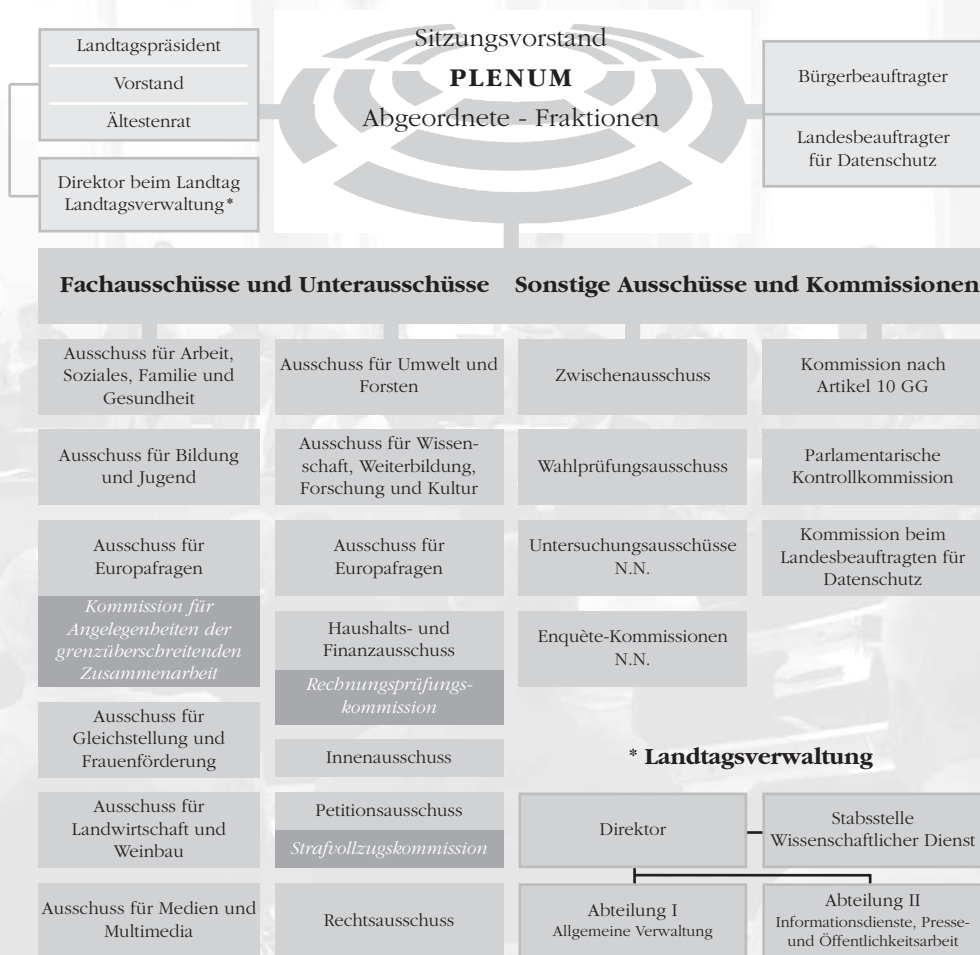 Landtagspräsident
Vorstand
Ältestenrat
Direktor beim Landtag
Landtagsverwaltung*
Sitzungsvorstand
PLENUM
Abgeordnete - Fraktionen
Bürgerbeauftragter
Landesbeauftragter
für Datenschutz
Fachausschüsse und Unterausschüsse
Sonstige Ausschüsse und Kommissionen
Ausschuss für Arbeit,
Soziales, Familie und
Gesundheit
Ausschuss für Bildung
und Jugend
Ausschuss für
Europafragen
Kommission für
Angelegenheiten der
grenzüberschreitenden
Zusammenarbeit
Ausschuss für
Gleichstellung und
Frauenförderung
Ausschuss für
Landwirtschaft und
Weinbau
Ausschuss für Medien und
Multimedia
Ausschuss für Umwelt und
Forsten
Ausschuss für Wissen-
schaft, Weiterbildung,
Forschung und Kultur
Ausschuss für
Europafragen
Haushalts- und
Finanzausschuss
Rechnungsprüfungs-
kommission
Innenausschuss
Petitionsausschuss
Strafvollzugskommission
Rechtsausschuss
Zwischenausschuss
Wahlprüfungsausschuss
Untersuchungsausschüsse
N.N.
Enquète-Kommissionen
N.N.
Kommission nach
Artikel 10 GG
Parlamentarische
Kontrollkommission
Kommission beim
Landesbeauftragten für
Datenschutz
* Landtagsverwaltung
Direktor
Stabsstelle
Wissenschaftlicher Dienst
Abteilung I
Allgemeine Verwaltung
Abteilung II
Informationsdienste, Presse-
und Öffentlichkeitsarbeit